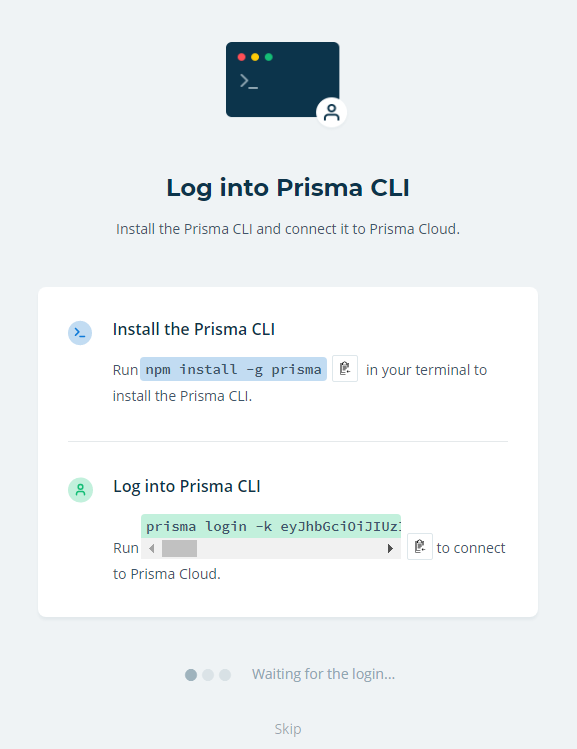 Log into Prisma CLI
Install the Prisma CLI and connect it to Prisma Cloud.
Install the Prisma CLI
Run npm install -g prisma in your terminal to
install the Prisma CLI.
Log into Prisma CLI
prisma login -k eyJhbGciOiJIUz
Run to connect
to Prisma Cloud.
Waiting for the login...
Skip